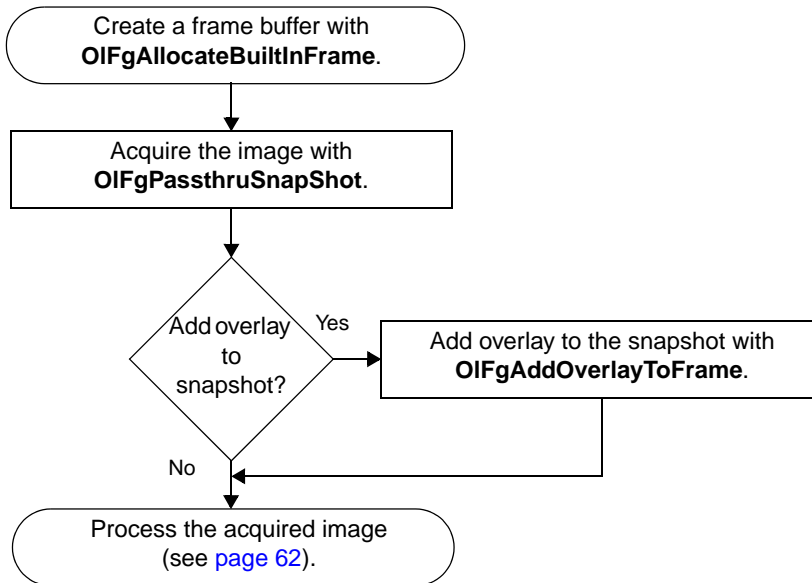 Create a frame buffer with
OlFgAllocateBuiltInFrame.
Acquire the image with
OlFgPassthruSnapShot.
Add overlay
to
snapshot?
Yes
Add overlay to the snapshot with
OlFgAddOverlayToFrame.
No
Process the acquired image
(see page 62).